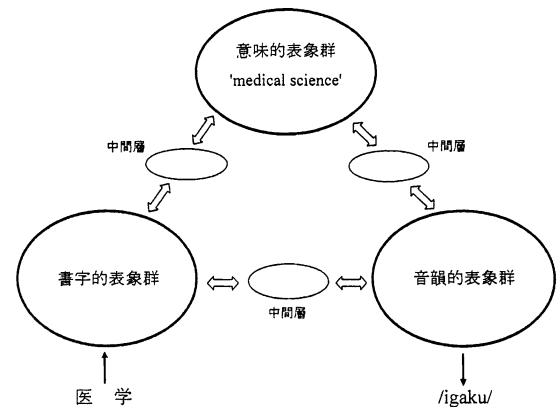 意味的表象群
'medical science'
中間層
中間層
書字的表象群
音韻的表象群
中間層
医 学
/igaku/